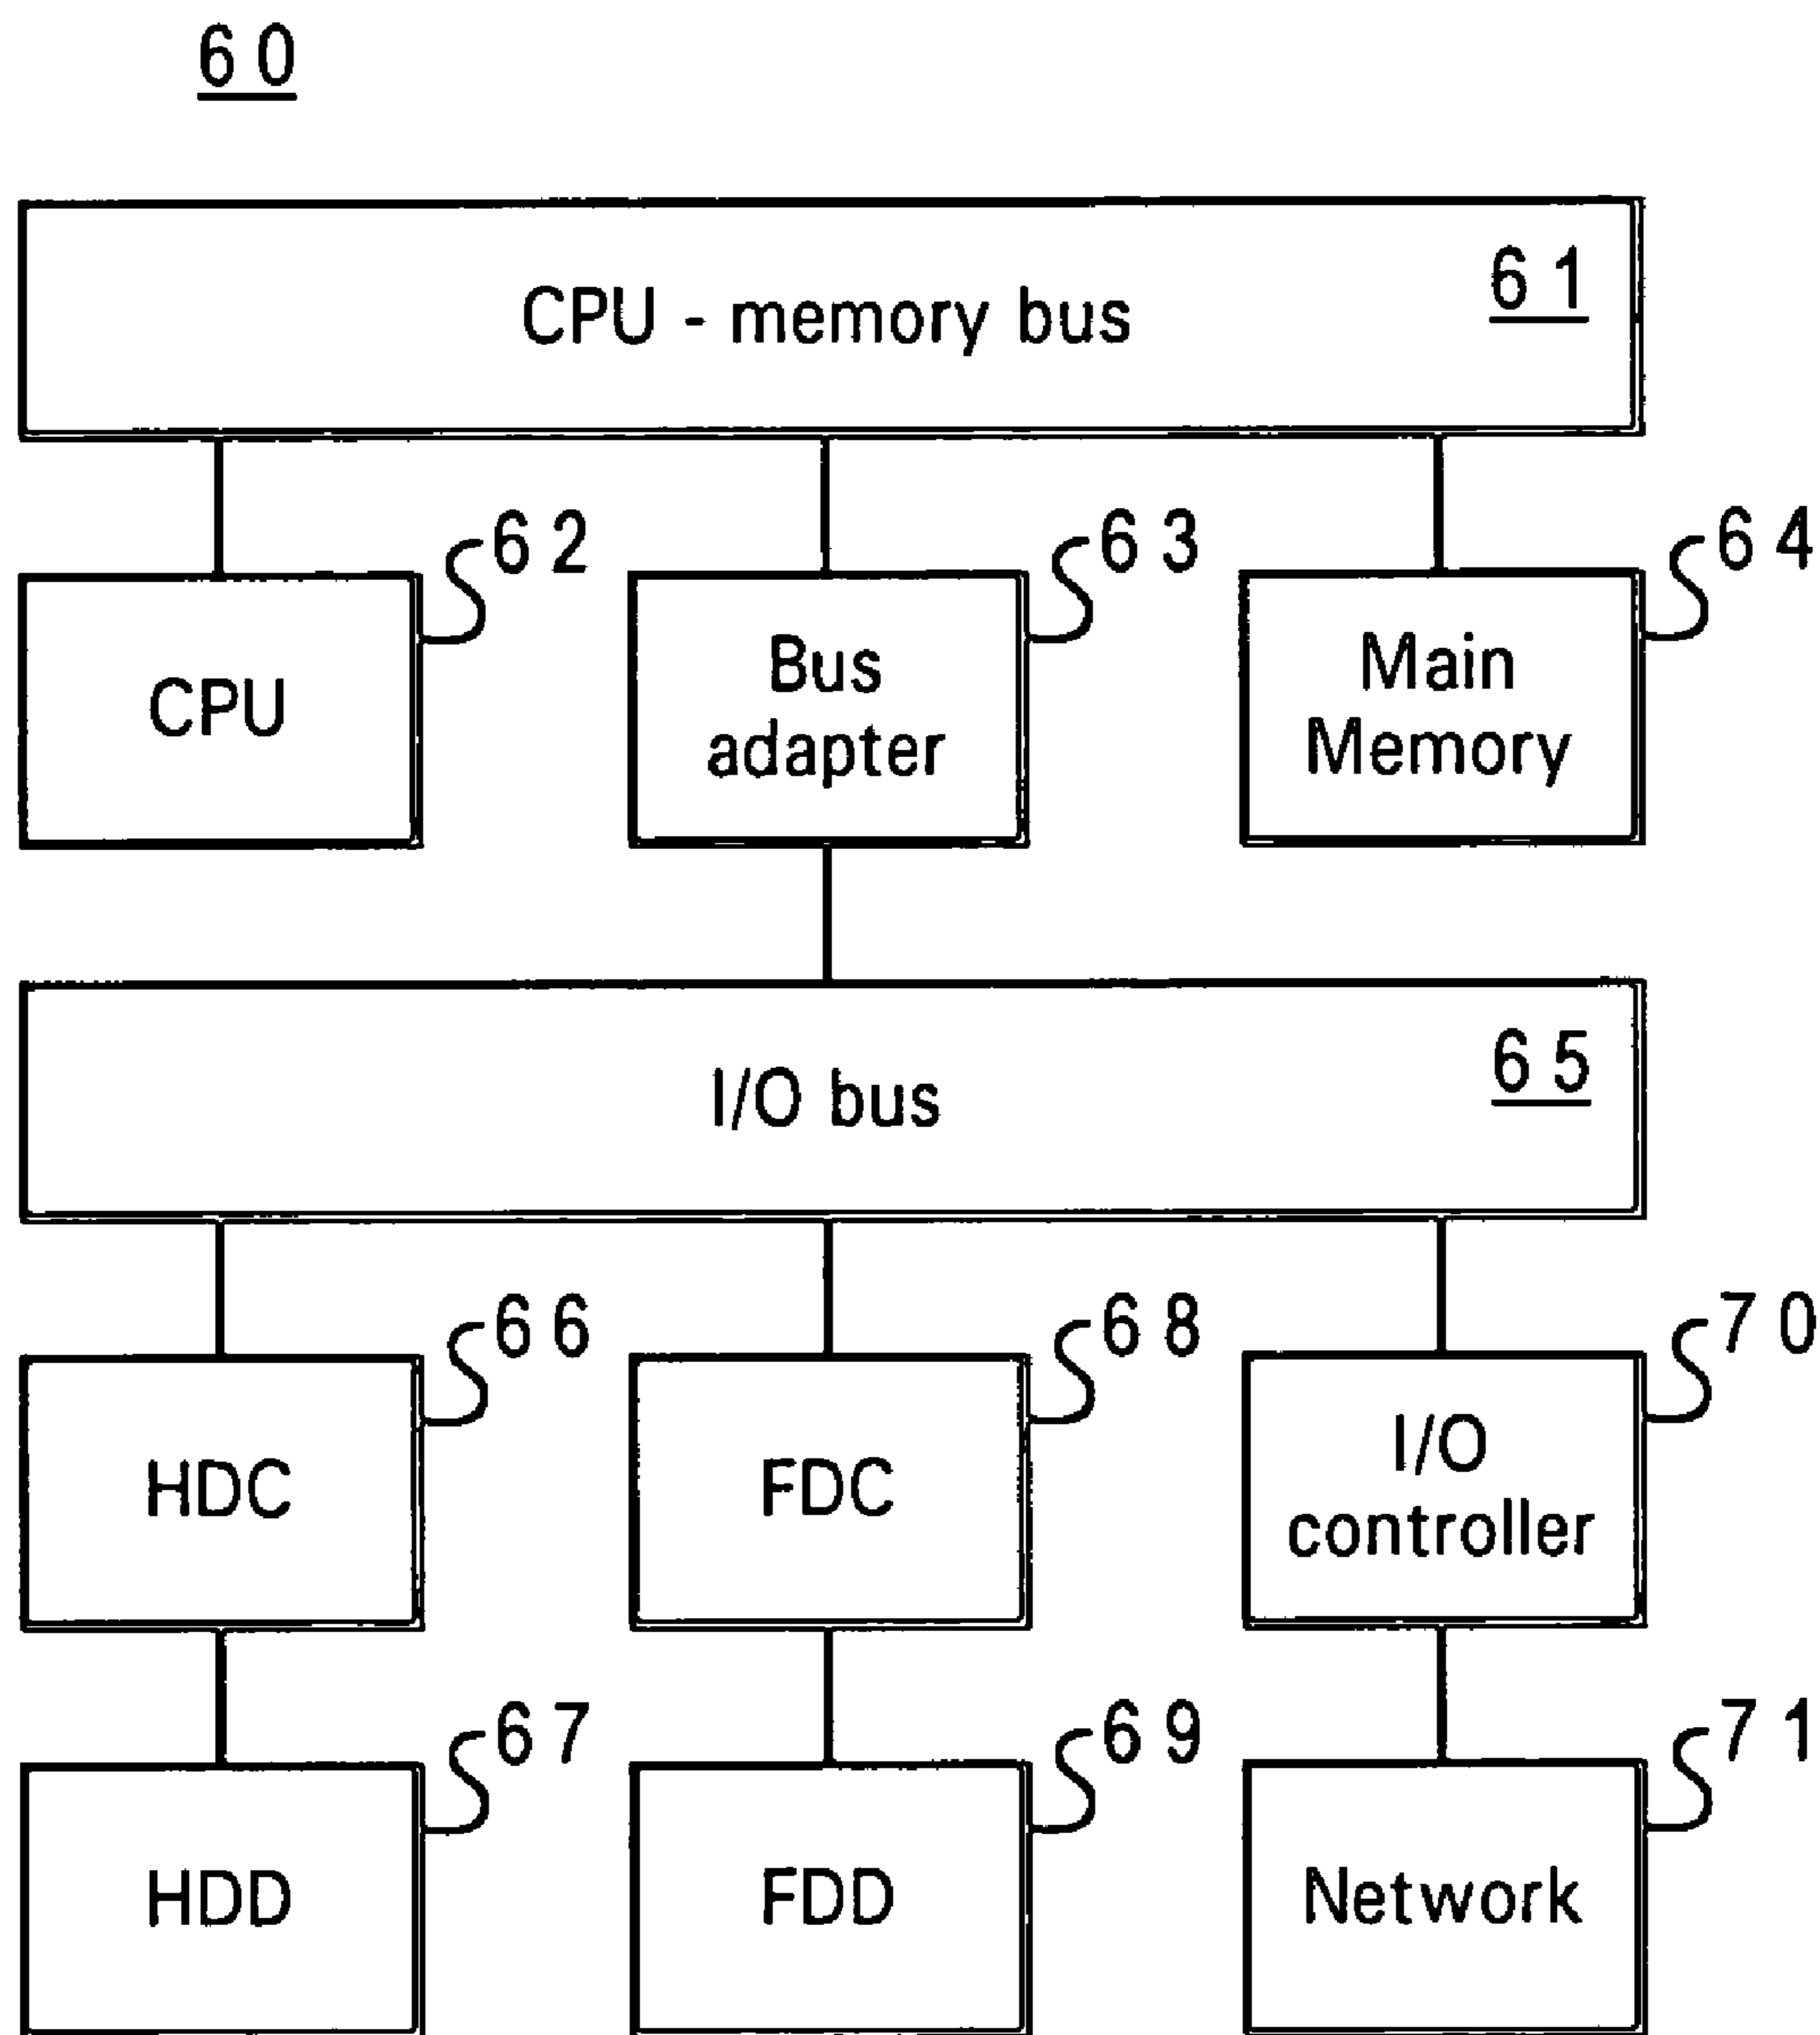 60
CPU - memory bus
61
62
63
64
CPU
Bus
adapter
Main
Memory
I/O bus
65
66
68
70
HDC
FDC
I/O
controller
67
69
71
HDD
FDD
Network